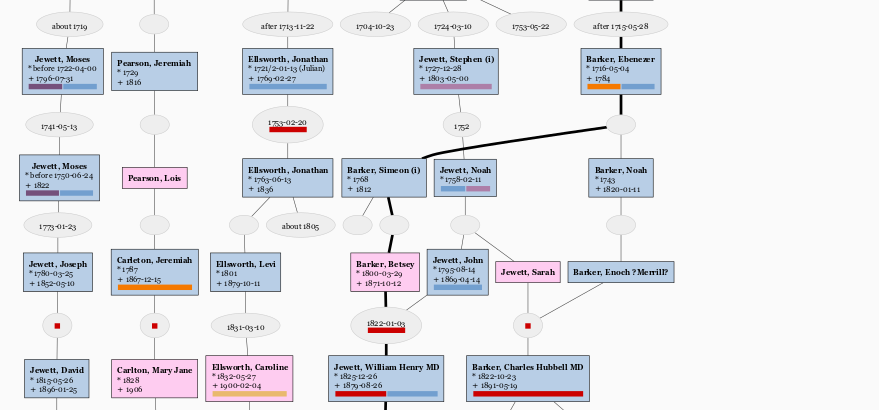 about 1719
after 1713-11-22
1704-10-23
1724-03-10
1753-05-22
after 1715-05-28
Jewett, Moses
* before 1722-04-00
+ 1796-07-31
Pearson, Jeremiah
* 1729
+ 1816
Ellsworth, Jonathan
* 1721/2-01-13 (Julian)
+ 1769-02-27
Jewett, Stephen (i)
* 1727-12-28
+ 1803-05-00
Barker, Ebenezer
* 1716-05-04
+ 1784
1741-05-13
1753-02-20
1752
Jewett, Moses
* before 1750-06-24
+ 1822
Pearson, Lois
Ellsworth, Jonathan
* 1763-06-13
+ 1836
Barker, Simeon (i)
* 1768
+ 1812
Jewett, Noah
* 1758-02-11
Barker, Noah
* 1743
+ 1820-01-11
1773-01-23
about 1805
Jewett, Joseph
* 1780-03-25
+ 1852-05-10
Carleton, Jeremiah
* 1787
+ 1867-12-15
Ellsworth, Levi
* 1801
+ 1879-10-11
Barker, Betsey
* 1800-03-29
+ 1871-10-12
Jewett, John
* 1795-08-14
+ 1869-04-14
Jewett, Sarah
Barker, Enoch ?Merrill?
1831-03-10
1822-01-03
Jewett, David
* 1815-05-26
+ 1896-01-25
Carlton, Mary Jane
* 1828
+ 1906
Ellsworth, Caroline
* 1832-05-27
+ 1900-02-04
Jewett, William Henry MD
* 1825-12-26
+ 1879-08-26
Barker, Charles Hubbell MD
* 1822-10-23
+ 1891-05-19